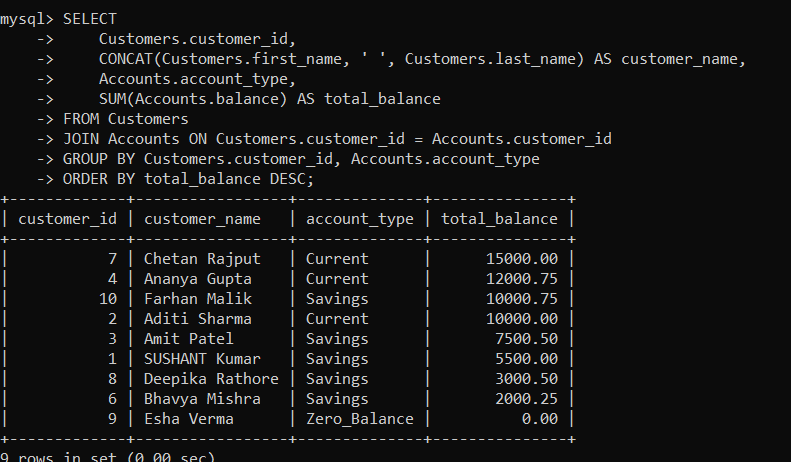 mysql> SELECT
    ->     Customers.customer_id,
    ->     CONCAT(Customers.first_name, ' ', Customers.last_name) AS customer_name,
    ->     Accounts.account_type,
    ->     SUM(Accounts.balance) AS total_balance
    -> FROM Customers
    -> JOIN Accounts ON Customers.customer_id = Accounts.customer_id
    -> GROUP BY Customers.customer_id, Accounts.account_type
    -> ORDER BY total_balance DESC;
+-------------+-----------------+--------------+---------------+
| customer_id | customer_name   | account_type | total_balance |
+-------------+-----------------+--------------+---------------+
|           7 | Chetan Rajput   | Current      |      15000.00 |
|           4 | Ananya Gupta    | Current      |      12000.75 |
|          10 | Farhan Malik    | Savings      |      10000.75 |
|           2 | Aditi Sharma    | Current      |      10000.00 |
|           3 | Amit Patel      | Savings      |       7500.50 |
|           1 | SUSHANT Kumar   | Savings      |       5500.00 |
|           8 | Deepika Rathore | Savings      |       3000.50 |
|           6 | Bhavya Mishra   | Savings      |       2000.25 |
|           9 | Esha Verma      | Zero_Balance |          0.00 |
+-------------+-----------------+--------------+---------------+
9 rows in set (0.00 sec)